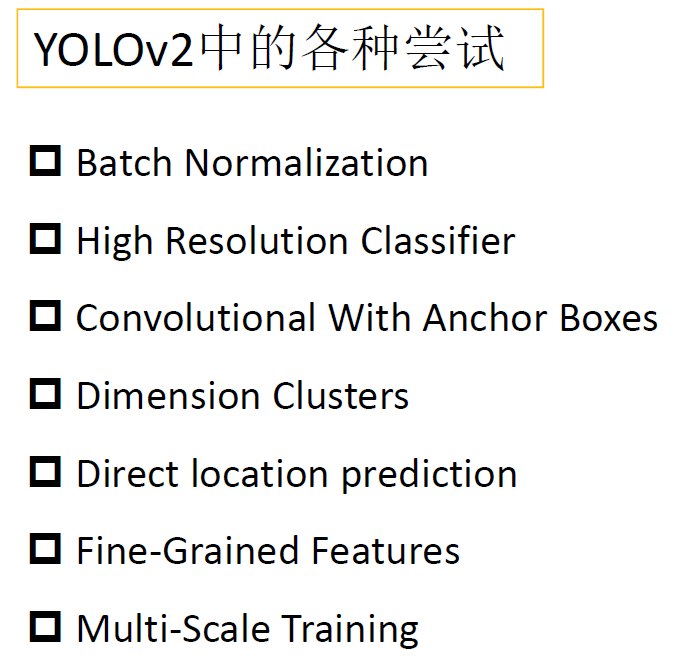 YOLOv2中的各种尝试
Batch Normalization
High Resolution Classifier
Convolutional With Anchor Boxes
Dimension Clusters
Direct location prediction
Fine-Grained Features
Multi-Scale Training